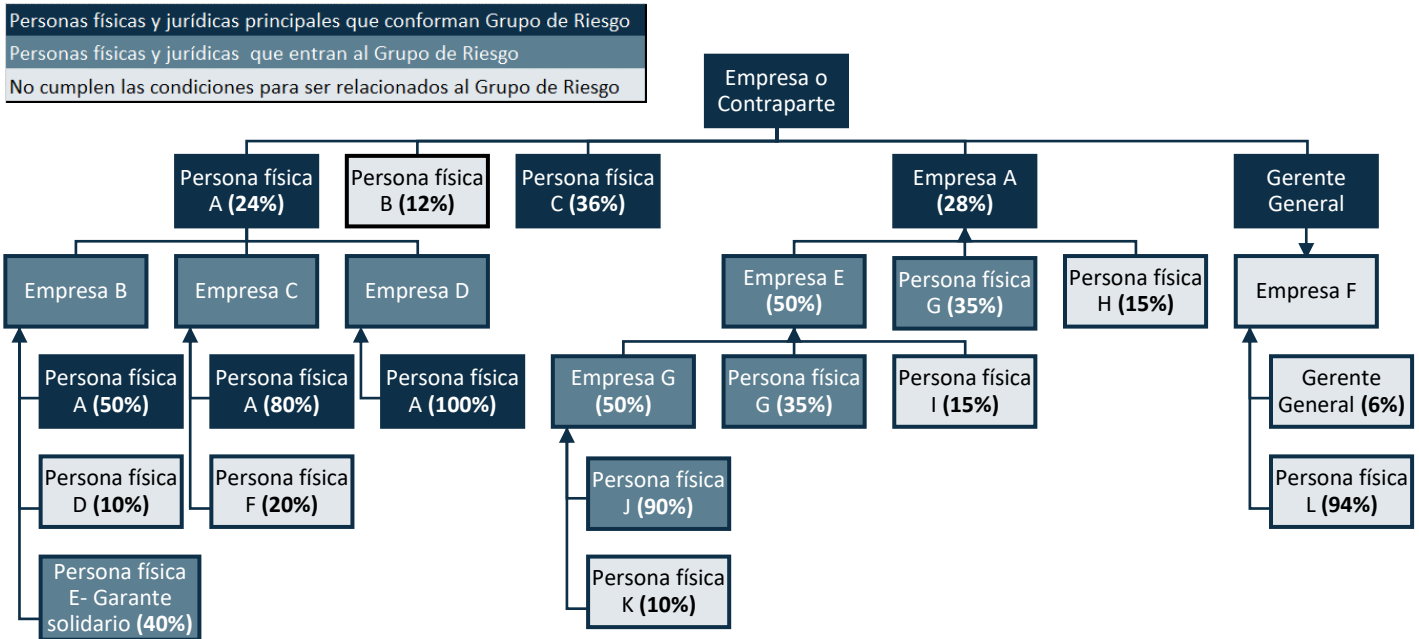 Personas físicas y jurídicas principales que conforman Grupo de Riesgo
Personas físicas y jurídicas  que entran al Grupo de Riesgo
No cumplen las condiciones para ser relacionados al Grupo de Riesgo
Empresa o
Contraparte
Persona física
A (24%)
Persona física
B (12%)
Persona física
C (36%)
Empresa A
(28%)
Gerente
General
Empresa B
Empresa C
Empresa D
Empresa E
(50%)
Persona física
G (35%)
Persona física
H (15%)
Empresa F
Persona física
A (50%)
Persona física
A (80%)
Persona física
A (100%)
Empresa G
(50%)
Persona física
G (35%)
Persona física
I (15%)
Gerente
General (6%)
Persona física
D (10%)
Persona física
F (20%)
Persona física
J (90%)
Persona física
L (94%)
Persona física
E- Garante
solidario (40%)
Persona física
K (10%)